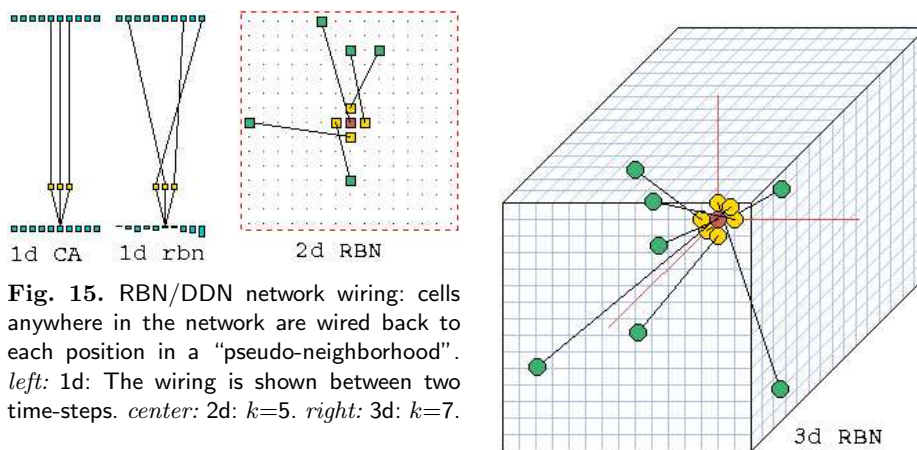 1d CA
1d rbn
2d RBN
Fig. 15. RBN/DDN network wiring: cells
anywhere in the network are wired back to
each position in a “pseudo-neighborhood”.
left: 1d: The wiring is shown between two
time-steps. center: 2d: k=5. right: 3d: k=7.
3d RBN